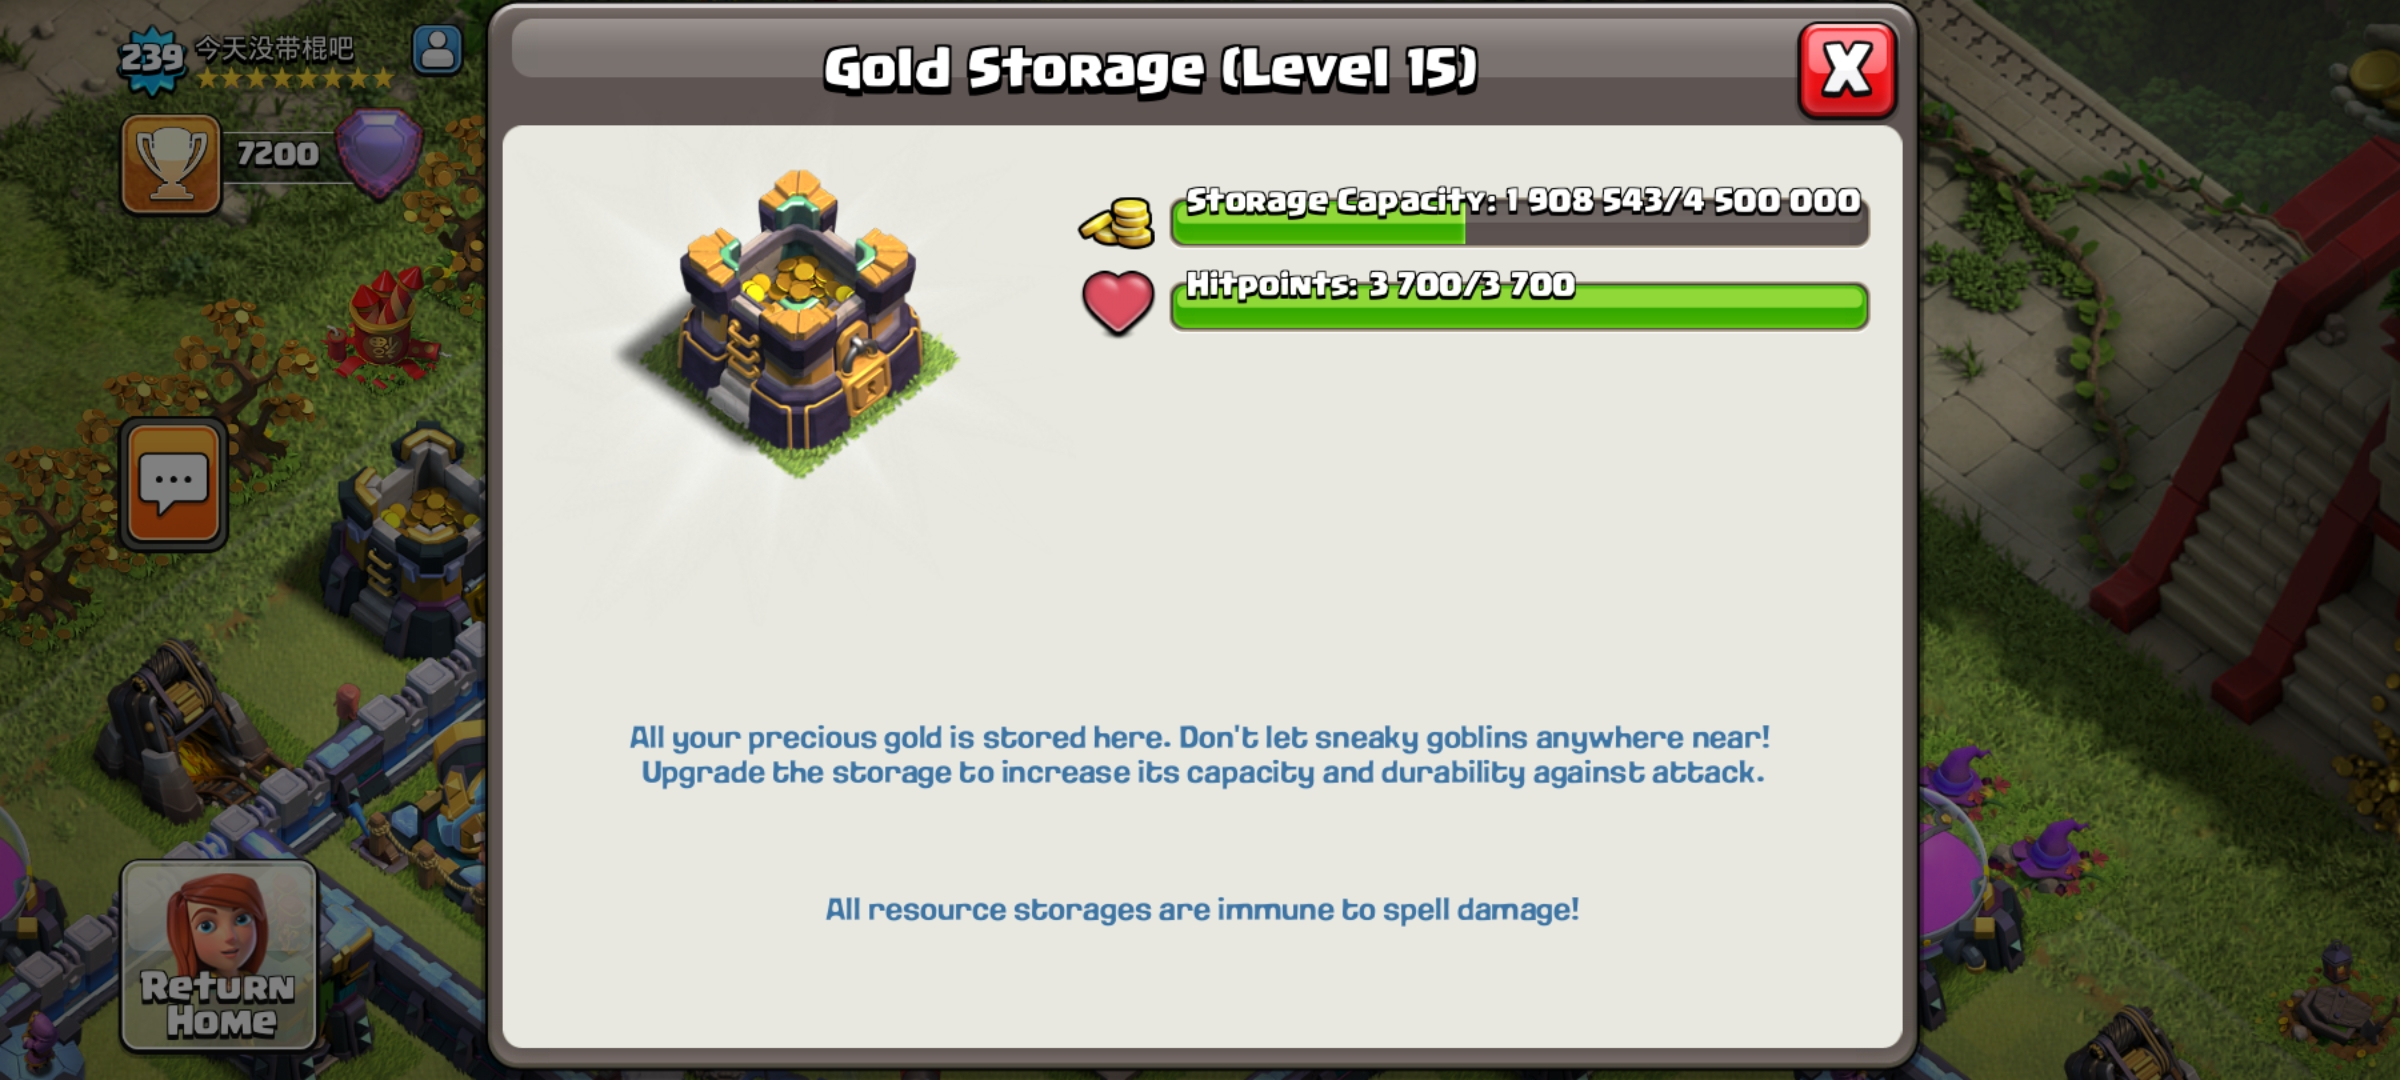 239
今天没带棍吧
7200
Gold Storage (Level 15)
X
Storage Capacity: 1 908 543/4 500 000
Hitpoints: 3 700/3 700
All your precious gold is stored here. Don't let sneaky goblins anywhere near!
Upgrade the storage to increase its capacity and durability against attack.
All resource storages are immune to spell damage!
Return
Home